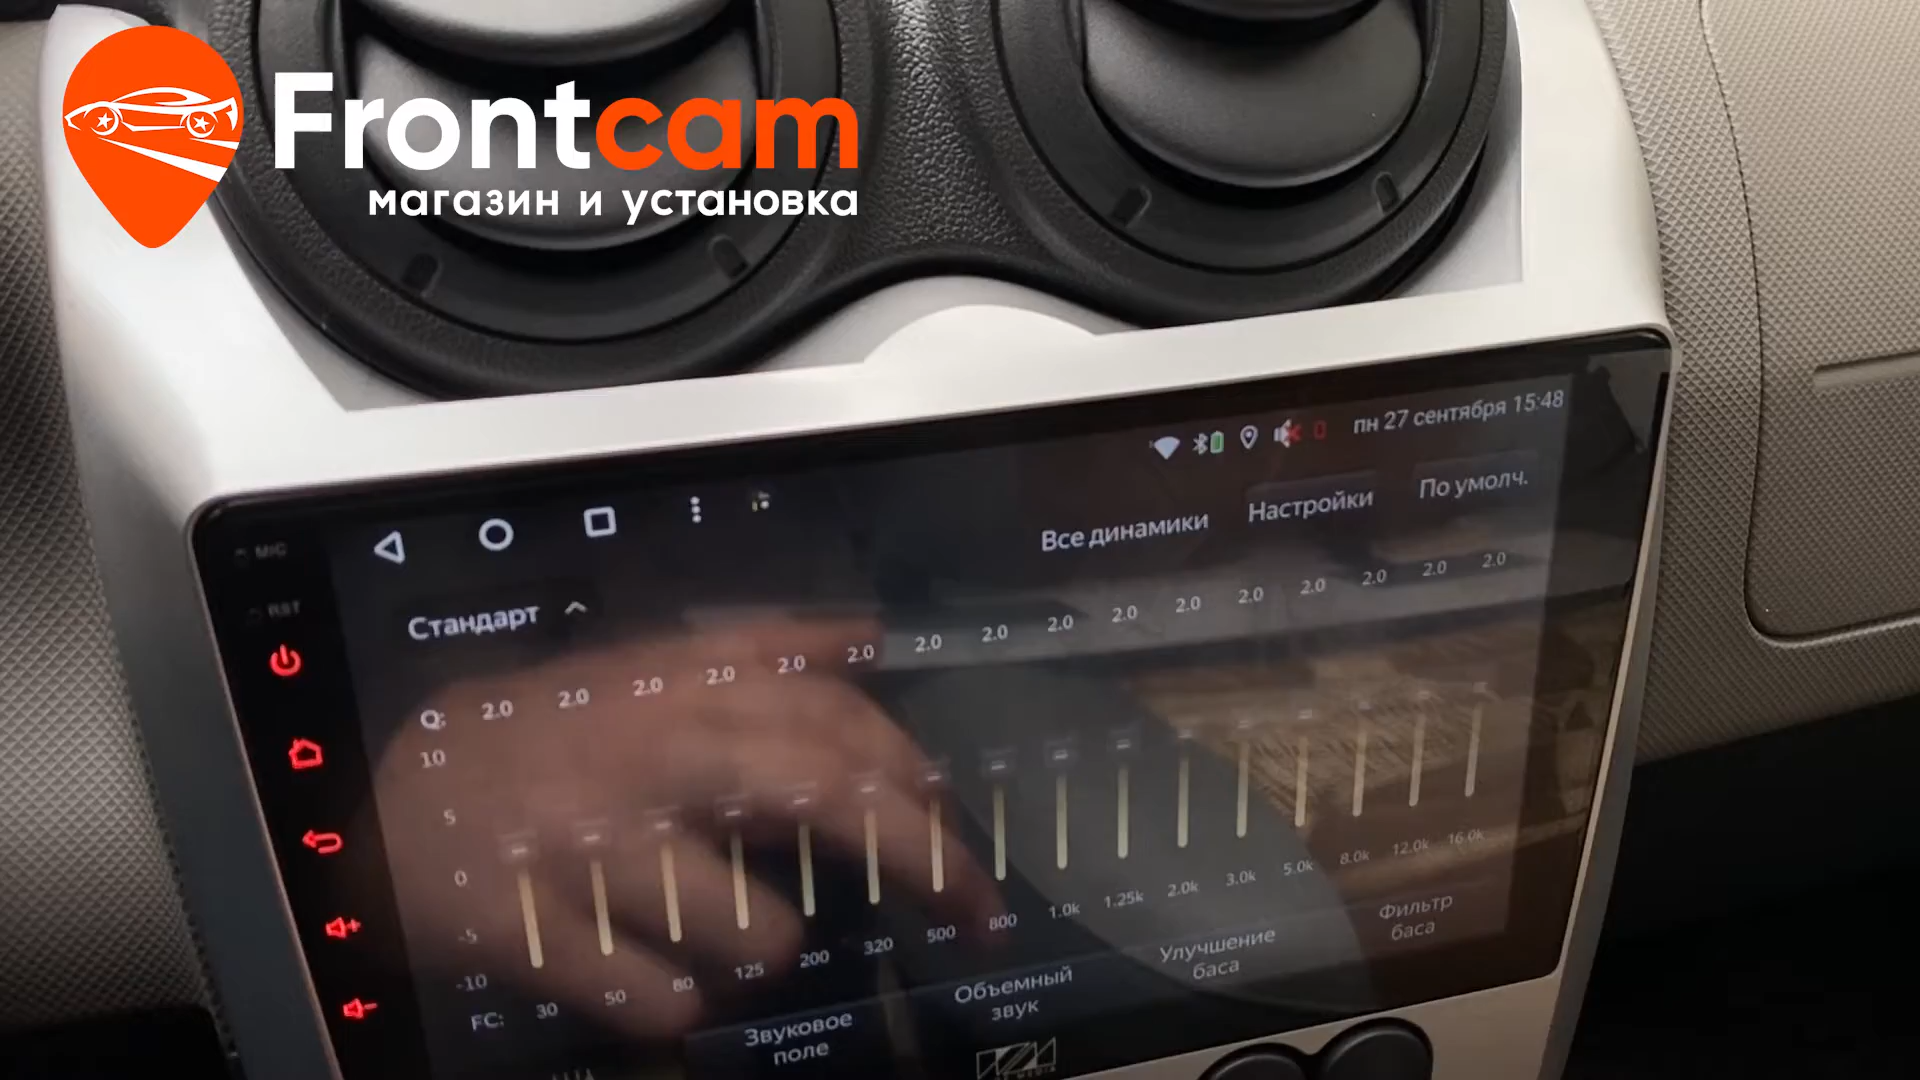 Frontcam
магазин и установка
0 пн 27 сентября 15:48
MIC
RST
Все динамики Настройки По умолч.
Стандарт
Q: 2.0 2.0 2.0 2.0 2.0 2.0 2.0 2.0 2.0 2.0 2.0 2.0 2.0 2.0 2.0 2.0
10
5
0
-5
-10
FC: 30 50 80 125 200 320 500 800 1.0k 1.25k 2.0k 3.0k 5.0k 8.0k 12.0k 16.0k
Звуковое
поле
Объемный
звук
Улучшение
баса
Фильтр
баса